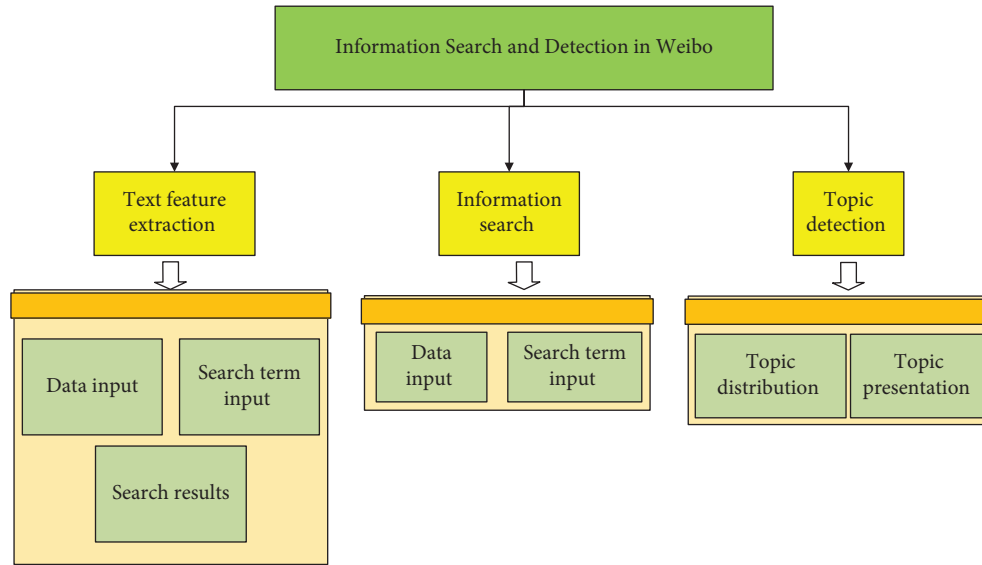 Information Search and Detection in Weibo
Text feature
extraction
Information
search
Topic
detection
Data input
Search term
input
Search results
Data
input
Search term
input
Topic
distribution
Topic
presentation